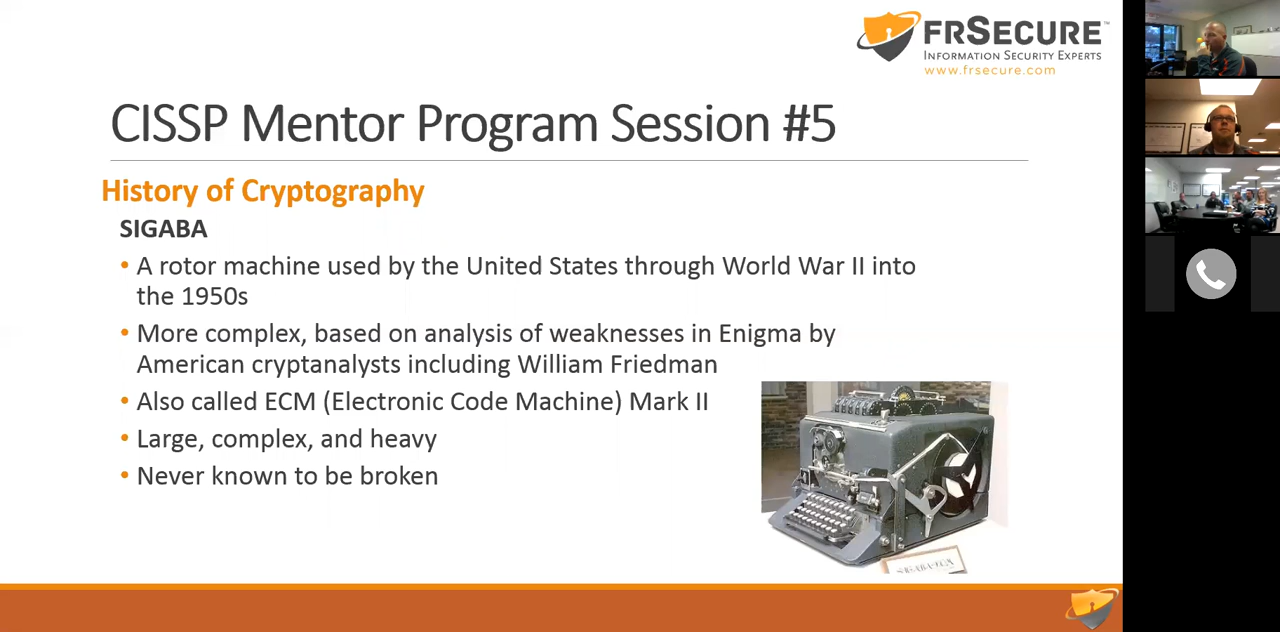 FRSECURE™
INFORMATION SECURITY EXPERTS
www.frsecure.com
CISSP Mentor Program Session #5
History of Cryptography
SIGABA
• A rotor machine used by the United States through World War II into
the 1950s
• More complex, based on analysis of weaknesses in Enigma by
American cryptanalysts including William Friedman
• Also called ECM (Electronic Code Machine) Mark II
• Large, complex, and heavy
• Never known to be broken